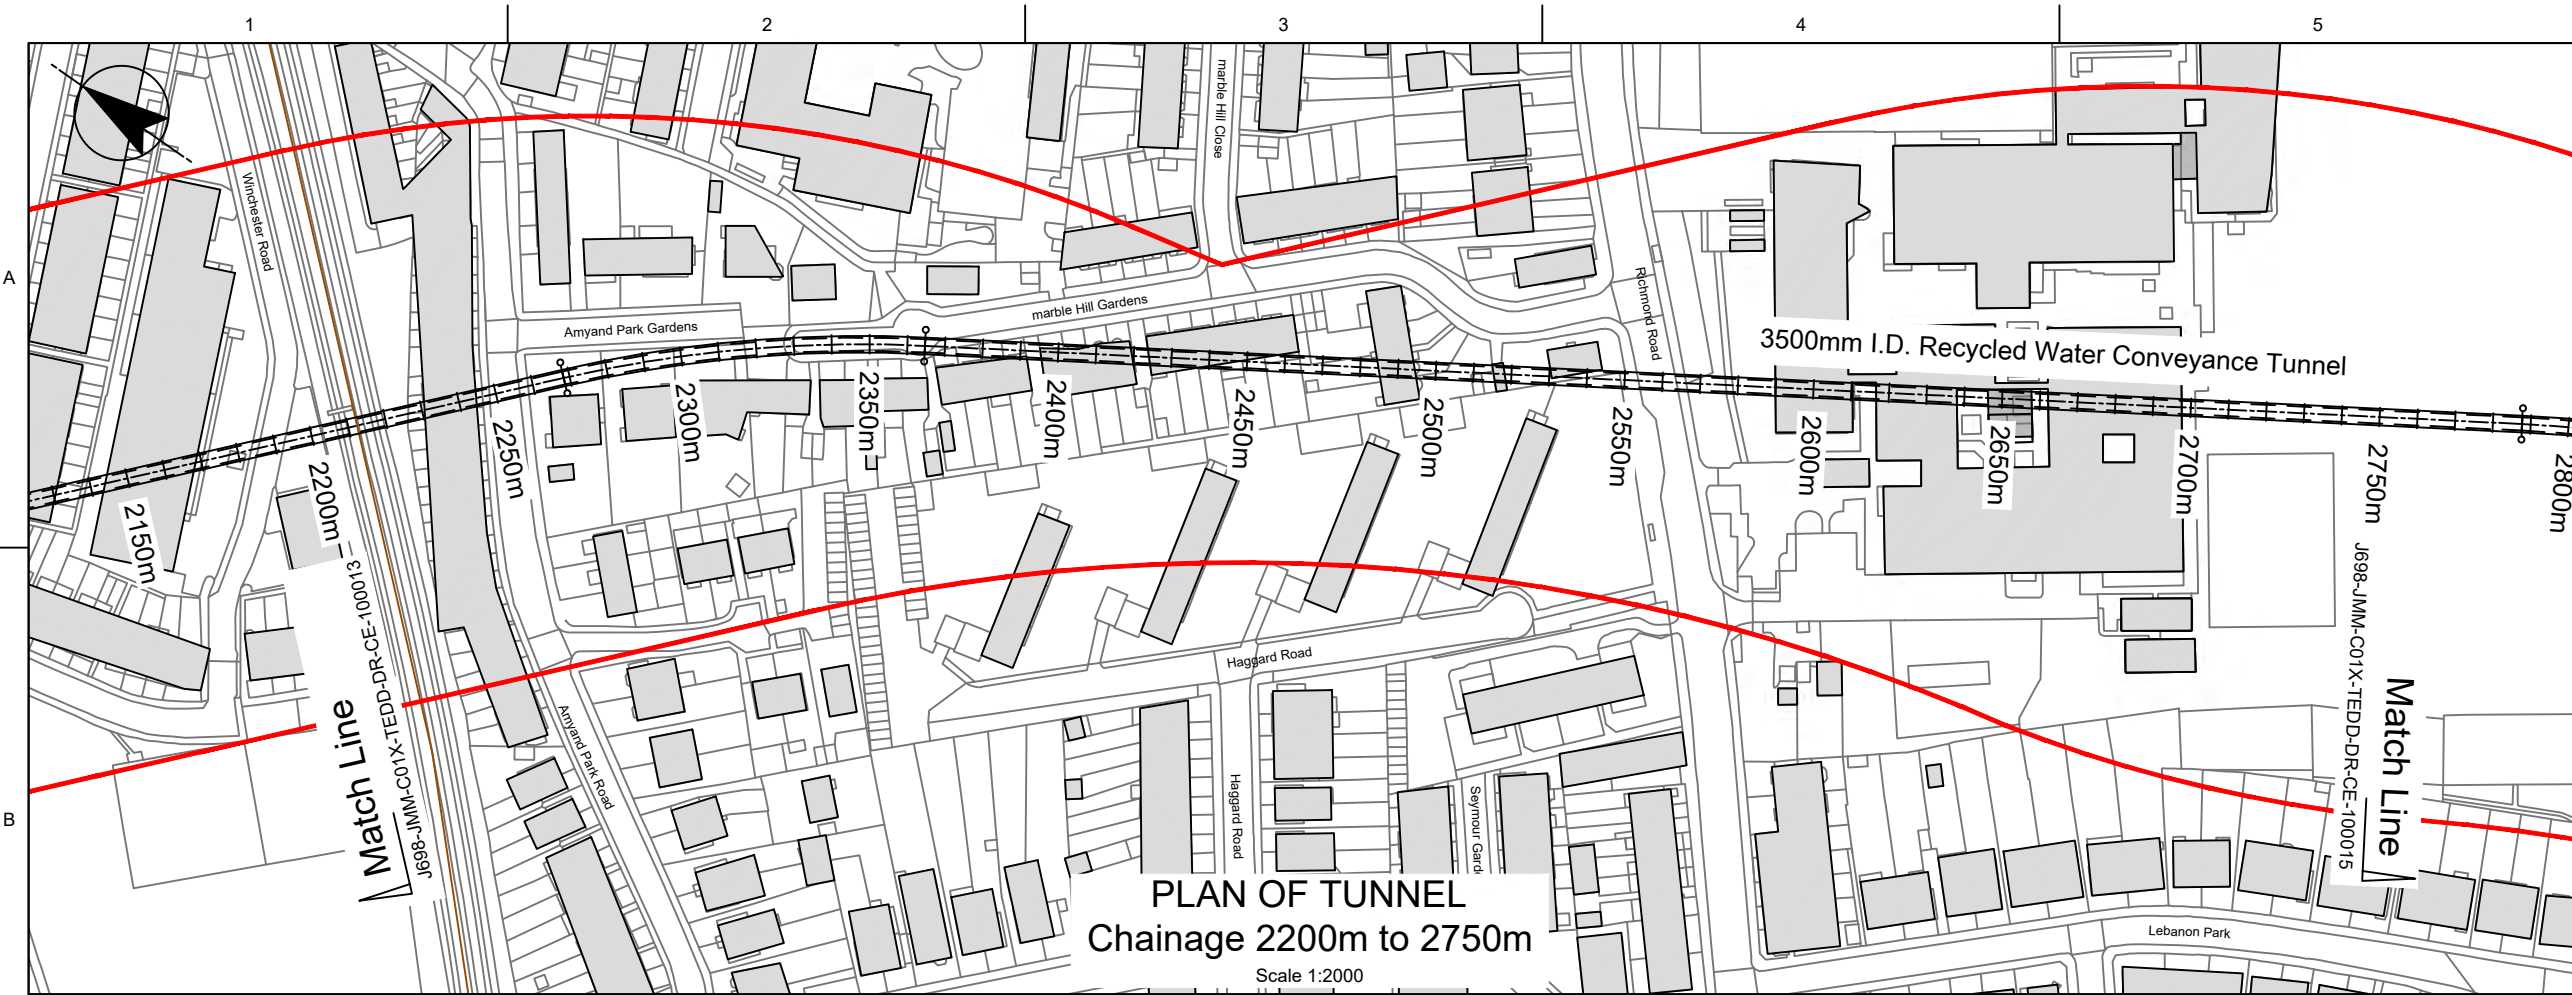 1
2
3
4
5
A
B
Winchester Road
marble Hill Close
Amyand Park Gardens
marble Hill Gardens
Richmond Road
3500mm I.D. Recycled Water Conveyance Tunnel
2150m
2200m
2250m
2300m
2350m
2400m
2450m
2500m
2550m
2600m
2650m
2700m
2750m
2800m
Match Line
J698-JMM-C01X-TEDD-DR-CE-100013
Match Line
J698-JMM-C01X-TEDD-DR-CE-100015
Amyand Park Road
Haggard Road
Haggard Road
Seymour Garde
Lebanon Park
PLAN OF TUNNEL
Chainage 2200m to 2750m
Scale 1:2000